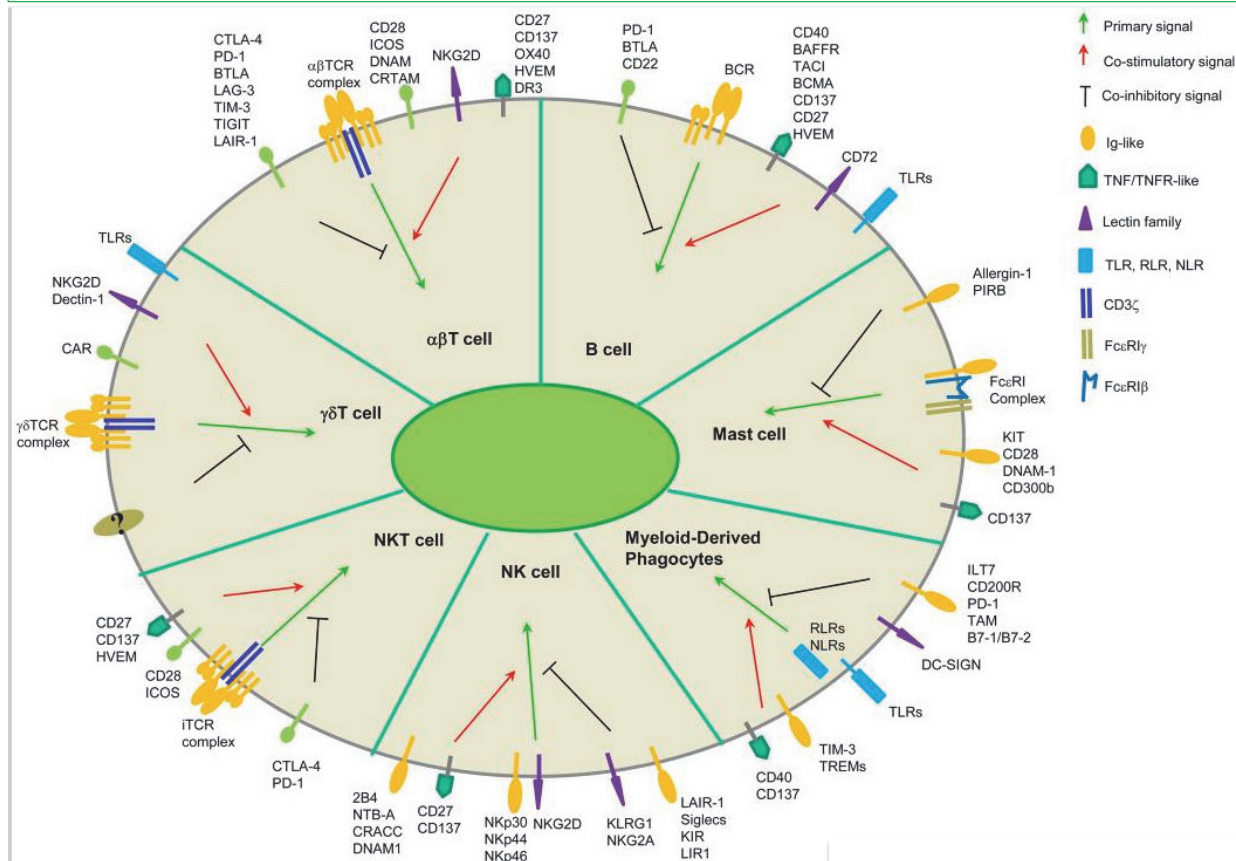 CTLA-4
PD-1
BTLA
LAG-3
TIM-3
TIGIT
LAIR-1
αβTCR
complex
CD28
ICOS
DNAM
CRTAM
NKG2D
CD27
CD137
OX40
HVEM
DR3
PD-1
BTLA
CD22
BCR
CD40
BAFFR
TACI
BCMA
CD137
CD27
HVEM
CD72
TLRs
Primary signal
Co-stimulatory signal
Co-inhibitory signal
Ig-like
TNF/TNFR-like
Lectin family
TLR, RLR, NLR
CD3ζ
FcεRIγ
FcεRIβ
TLRs
NKG2D
Dectin-1
CAR
γδTCR
complex
?
αβT cell
B cell
γδT cell
Mast cell
NKT cell
NK cell
Myeloid-Derived
Phagocytes
Allergin-1
PIRB
FcεRI
Complex
KIT
CD28
DNAM-1
CD300b
CD137
ILT7
CD200R
PD-1
TAM
B7-1/B7-2
DC-SIGN
RLRs
NLRs
TLRs
TIM-3
TREMs
CD40
CD137
CD27
CD137
HVEM
CD28
ICOS
iTCR
complex
CTLA-4
PD-1
2B4
NTB-A
CRACC
DNAM1
CD27
CD137
NKp30
NKp44
NKp46
NKG2D
KLRG1
NKG2A
LAIR-1
Siglecs
KIR
LIR1